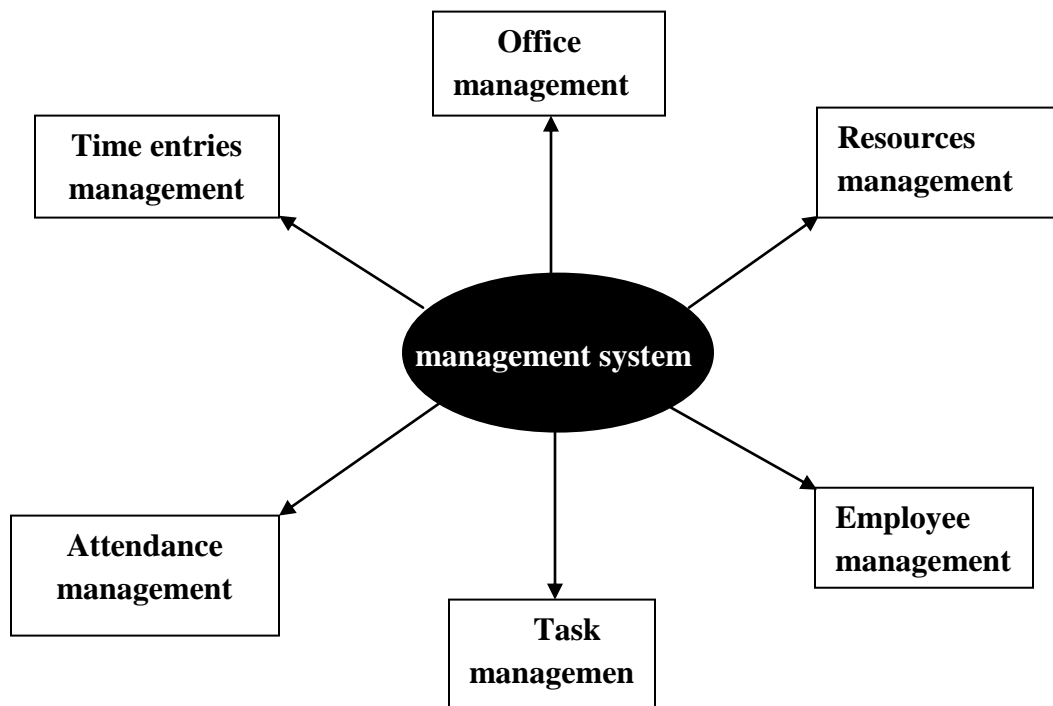 Office
management
Time entries
management
Resources
management
management system
Attendance
management
Employee
management
Task
managemen